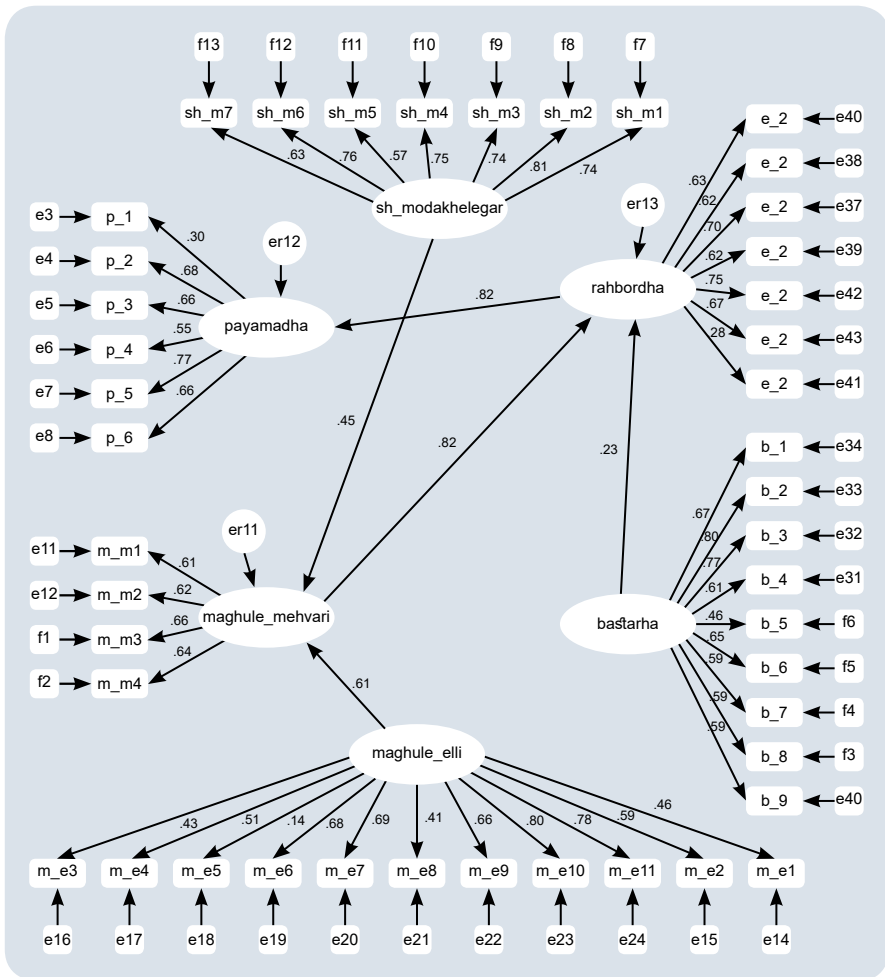 f13 f12 f11 f10 f9 f8 f7
sh_m7 sh_m6 sh_m5 sh_m4 sh_m3 sh_m2 sh_m1
.63 .76 .57 .75 .74 .81 .74
sh_modakhelegar
e3 p_1
e4 p_2
e5 p_3
e6 p_4
e7 p_5
e8 p_6
.30
.68
.66
.55
.77
.66
er12
payamadha
.82
er13
rahbordha
.63
.62
.70
.62
.75
.67
.28
e_2 e40
e_2 e38
e_2 e37
e_2 e39
e_2 e42
e_2 e43
e_2 e41
.45
.82
.23
e11 m_m1
e12 m_m2
f1 m_m3
f2 m_m4
.61
.62
.66
.64
er11
maghule_mehvari
bastarha
.67
.80
.77
.61
.46
.65
.59
.59
.59
b_1 e34
b_2 e33
b_3 e32
b_4 e31
b_5 f6
b_6 f5
b_7 f4
b_8 f3
b_9 e40
.61
maghule_elli
.43 .51 .14 .68 .69 .41 .66 .80 .78 .59 .46
m_e3 m_e4 m_e5 m_e6 m_e7 m_e8 m_e9 m_e10 m_e11 m_e2 m_e1
e16 e17 e18 e19 e20 e21 e22 e23 e24 e15 e14